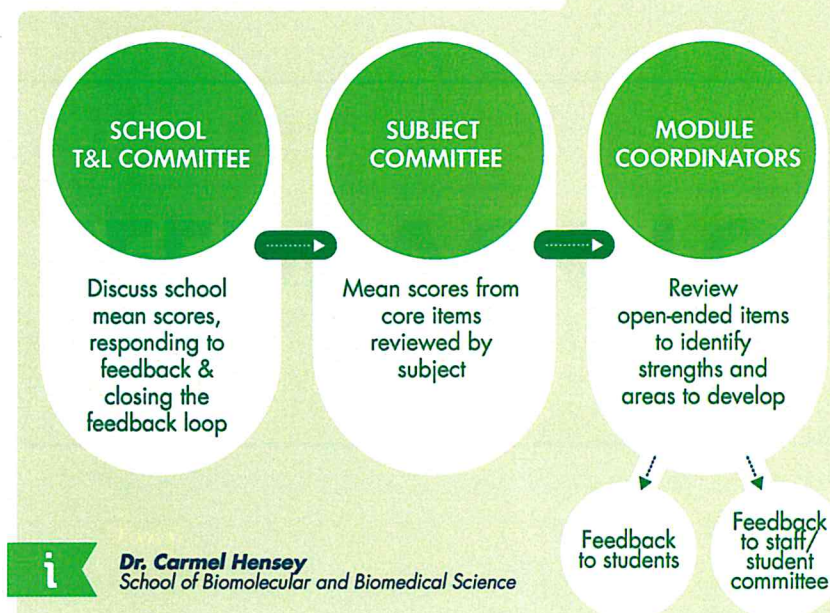 SCHOOL
T&L COMMITTEE
Discuss school
mean scores,
responding to
feedback &
closing the
feedback loop
SUBJECT
COMMITTEE
Mean scores from
core items
reviewed by
subject
MODULE
COORDINATORS
Review
open-ended items
to identify
strengths and
areas to develop
Feedback
to students
Feedback
to staff/
student
committee
i
Dr. Carmel Hensey
School of Biomolecular and Biomedical Science